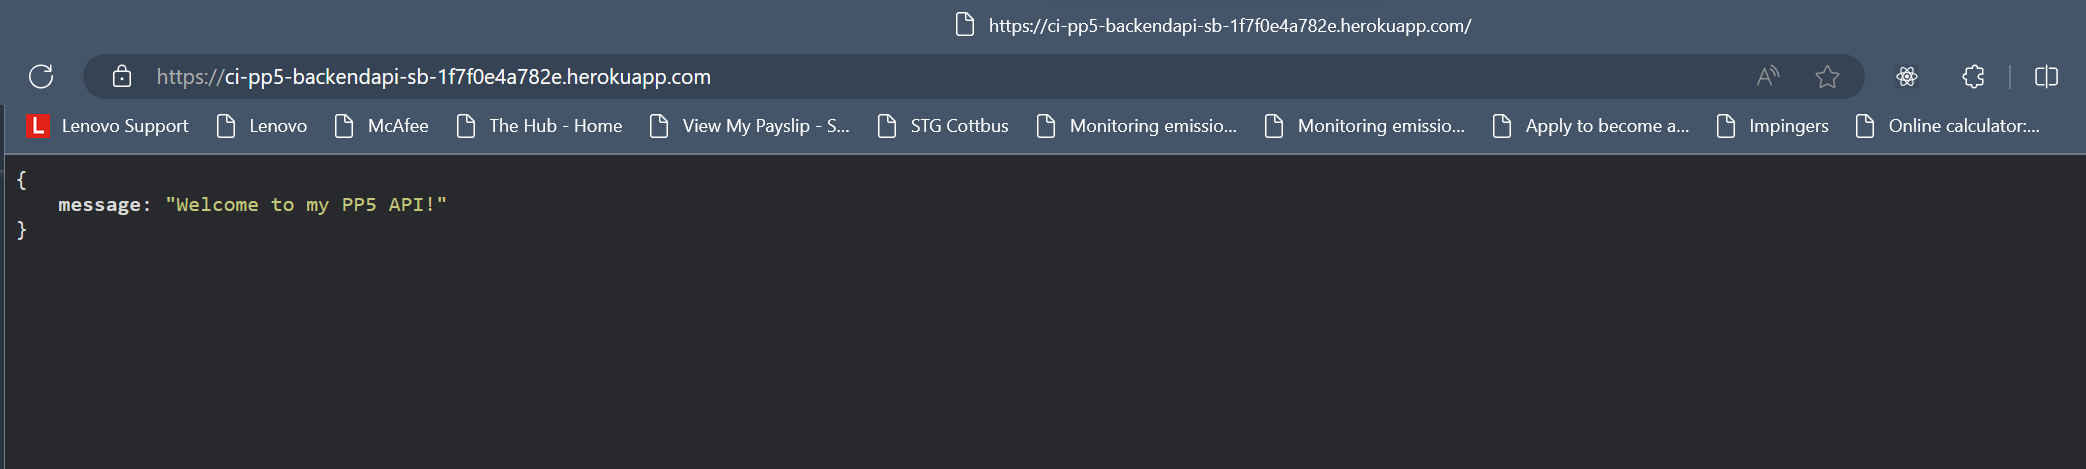 https://ci-pp5-backendapi-sb-1f7f0e4a782e.herokuapp.com/
https://ci-pp5-backendapi-sb-1f7f0e4a782e.herokuapp.com
L Lenovo Support Lenovo McAfee The Hub - Home View My Payslip - S... STG Cottbus Monitoring emissio... Monitoring emissio... Apply to become a... Impingers Online calculator:...
{
message: "Welcome to my PP5 API!"
}